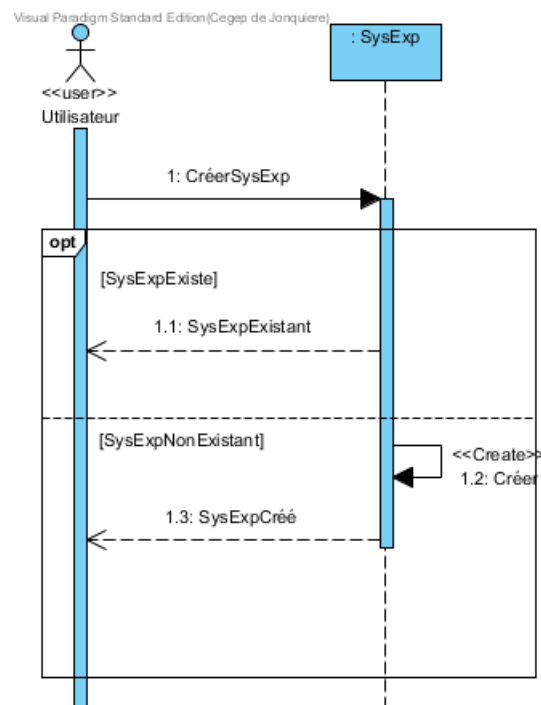 Visual Paradigm Standard Edition(Cegep de Jonquiere)
: SysExp
<<user>>
Utilisateur
1: CréerSysExp
opt
[SysExpExiste]
1.1: SysExpExistant
[SysExpNonExistant]
<<Create>>
1.2: Créer
1.3: SysExpCréé